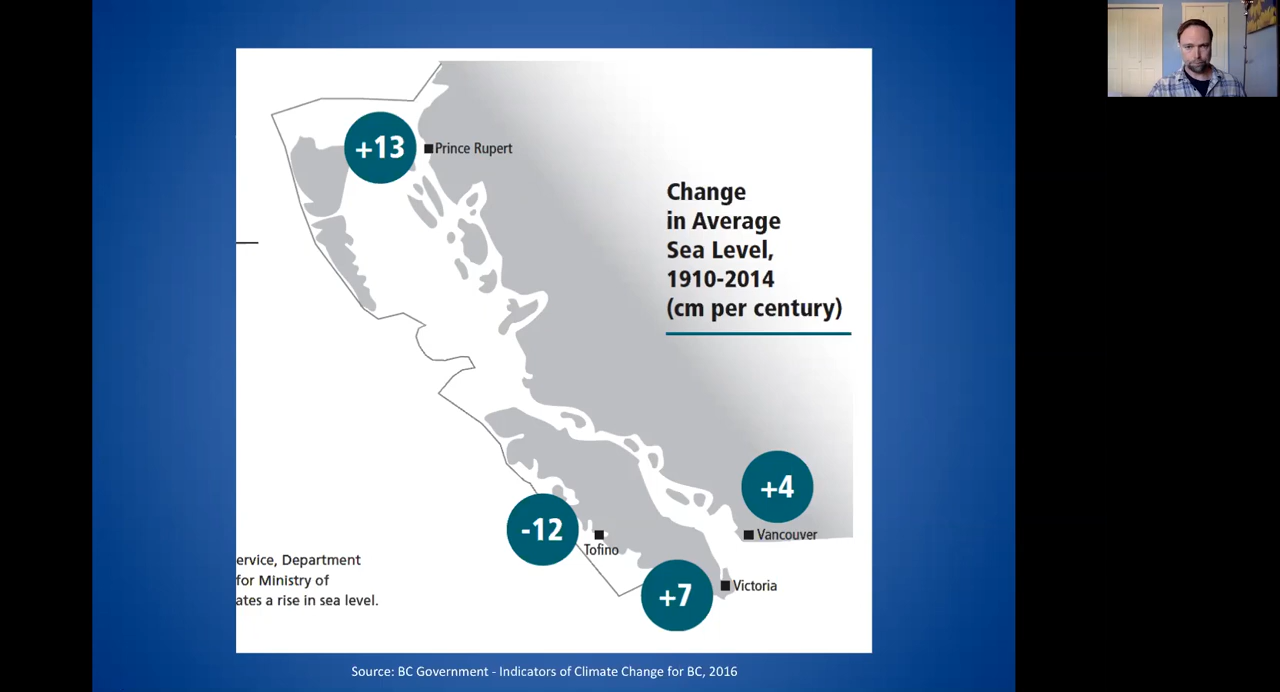 +13
Prince Rupert
Change
in Average
Sea Level,
1910-2014
(cm per century)
+4
-12
Vancouver
Tofino
+7
Victoria
ervice, Department
for Ministry of
ates a rise in sea level.
Source: BC Government - Indicators of Climate Change for BC, 2016